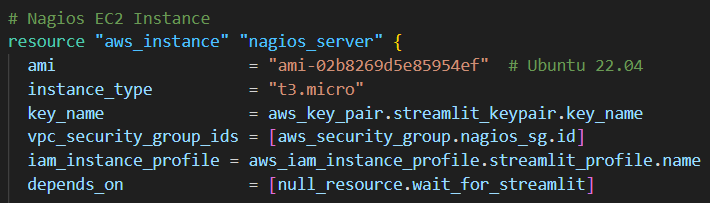 # Nagios EC2 Instance
resource "aws_instance" "nagios_server" {
  ami                    = "ami-02b8269d5e85954ef"  # Ubuntu 22.04
  instance_type          = "t3.micro"
  key_name               = aws_key_pair.streamlit_keypair.key_name
  vpc_security_group_ids = [aws_security_group.nagios_sg.id]
  iam_instance_profile = aws_iam_instance_profile.streamlit_profile.name
  depends_on             = [null_resource.wait_for_streamlit]